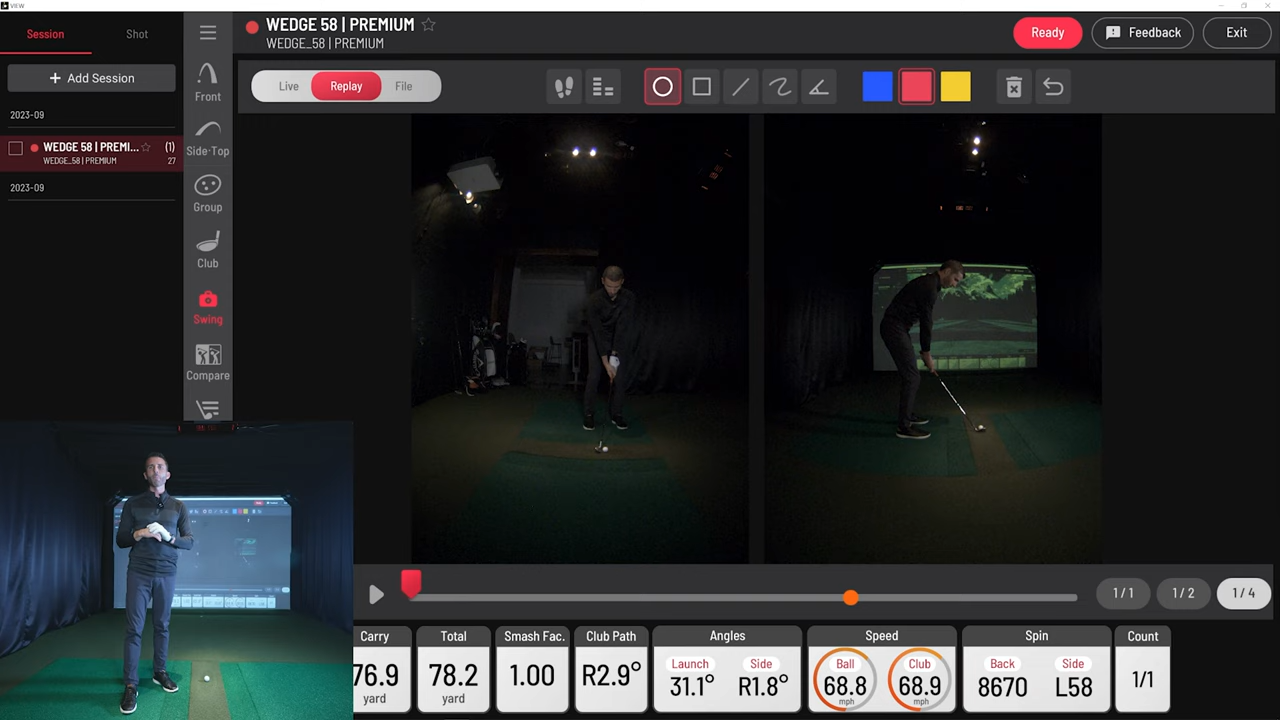 VIEW
Session
Shot
Add Session
2023-09
WEDGE 58 | PREMI... (1)
WEDGE_58 | PREMIUM 27
2023-09
Front
Side-Top
Group
Club
Swing
Compare
WEDGE 58 | PREMIUM
WEDGE_58 | PREMIUM
Ready
Feedback
Exit
Live
Replay
File
1 / 1
1 / 2
1 / 4
Carry
76.9
yard
Total
78.2
yard
Smash Fac.
1.00
Club Path
R2.9°
Angles
Launch
31.1°
Side
R1.8°
Speed
Ball
68.8
mph
Club
68.9
mph
Spin
Back
8670
Side
L58
Count
1/1